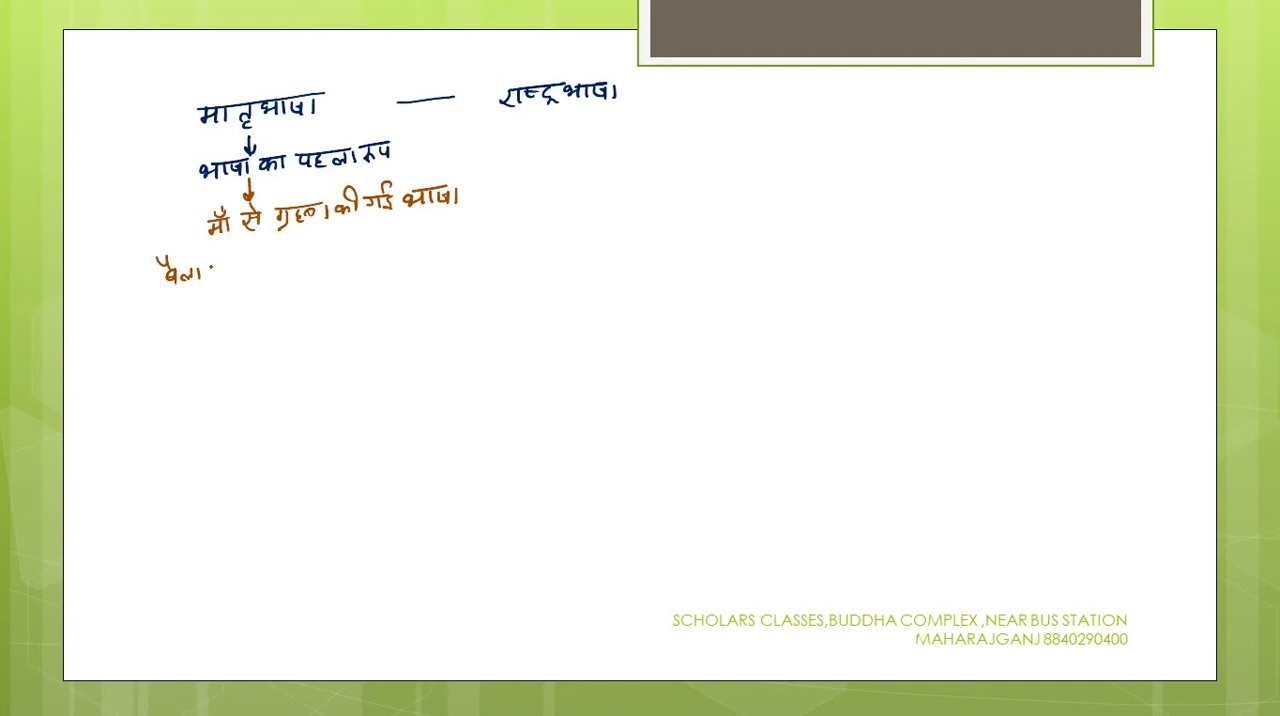 मातृभाषा — राष्ट्रभाषा
↓
भाषा का पहला रूप
↓
माँ से ग्रहण की गई भाषा
SCHOLARS CLASSES,BUDDHA COMPLEX ,NEAR BUS STATION
MAHARAJGANJ 8840290400